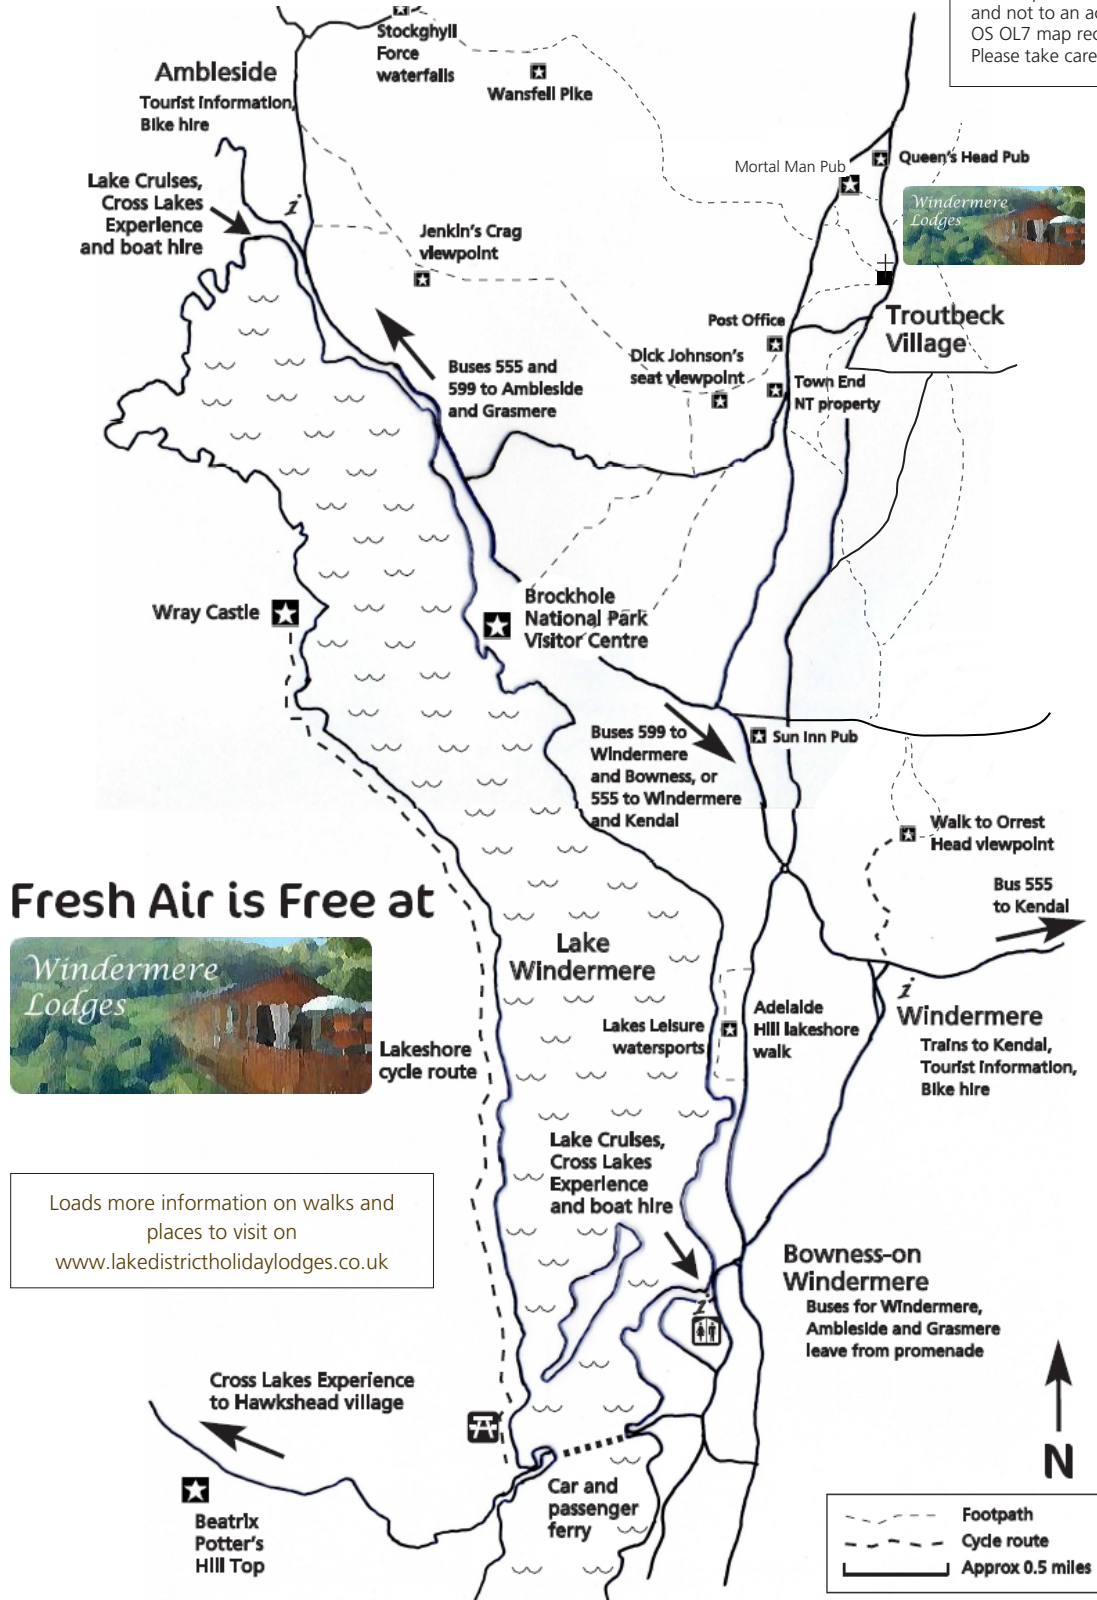 and not to an ac
OS OL7 map rec
Please take care
Stockghyll
Force
waterfalls
Ambleside
Tourist information,
Bike hire
Wansfell Pike
Mortal Man Pub
Queen's Head Pub
Windermere
Lodges
Lake Cruises,
Cross Lakes
Experience
and boat hire
i
Jenkin's Crag
viewpoint
Troutbeck
Village
Post Office
Dick Johnson's
seat viewpoint
Town End
NT property
Buses 555 and
599 to Ambleside
and Grasmere
Wray Castle
Brockhole
National Park
Visitor Centre
Buses 599 to
Windermere
and Bowness, or
555 to Windermere
and Kendal
Sun Inn Pub
Walk to Orrest
Head viewpoint
Bus 555
to Kendal
Fresh Air is Free at
Windermere
Lodges
Lake
Windermere
Lakeshore
cycle route
Lakes Leisure
watersports
Adelaide
Hill lakeshore
walk
i
Windermere
Trains to Kendal,
Tourist information,
Bike hire
Lake Cruises,
Cross Lakes
Experience
and boat hire
Loads more information on walks and
places to visit on
www.lakedistrictholidaylodges.co.uk
i
Bowness-on
Windermere
Buses for Windermere,
Ambleside and Grasmere
leave from promenade
Cross Lakes Experience
to Hawkshead village
Beatrix
Potter's
Hill Top
Car and
passenger
ferry
N
Footpath
Cycle route
Approx 0.5 miles